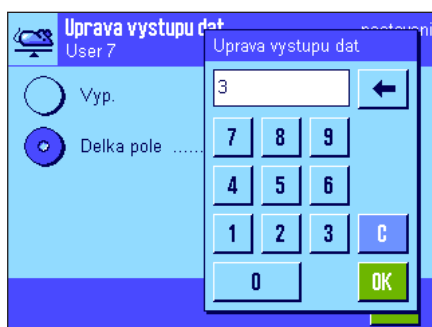 Uprava vystupu dat
User 7
Vyp.
Delka pole ......
Uprava vystupu dat
3
7 8 9
4 5 6
1 2 3 C
0 OK